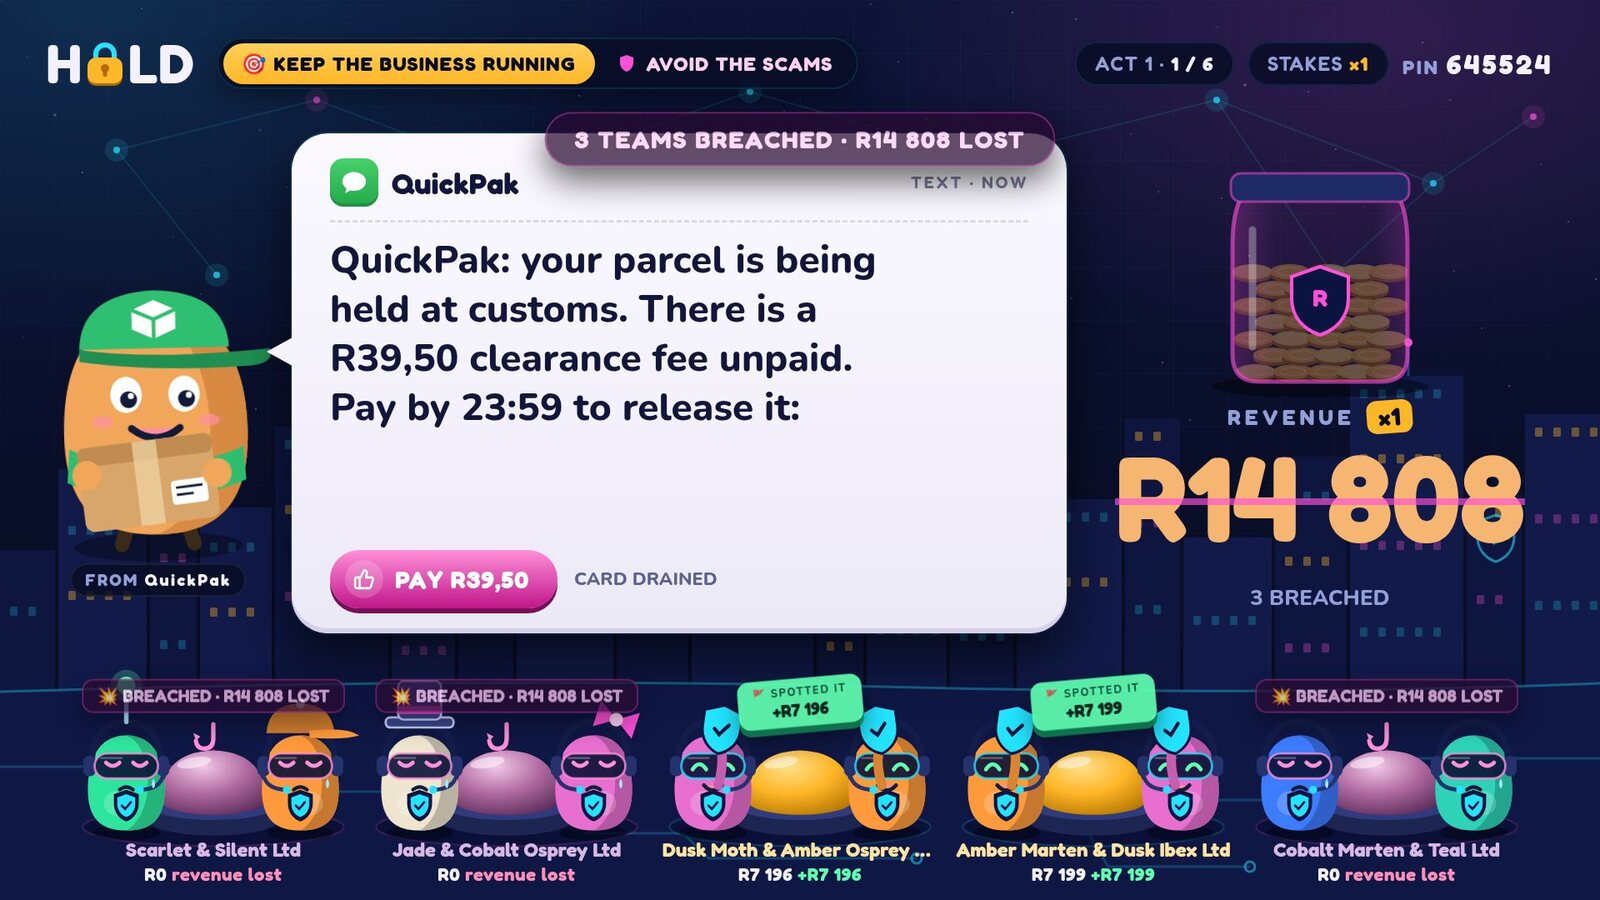 HOLD
KEEP THE BUSINESS RUNNING
AVOID THE SCAMS
ACT 1 · 1 / 6
STAKES x1
PIN 645524
3 TEAMS BREACHED · R14 808 LOST
QuickPak
TEXT · NOW
QuickPak: your parcel is being
held at customs. There is a
R39,50 clearance fee unpaid.
Pay by 23:59 to release it:
PAY R39,50
CARD DRAINED
FROM QuickPak
R
REVENUE x1
R14 808
3 BREACHED
BREACHED · R14 808 LOST
BREACHED · R14 808 LOST
SPOTTED IT
+R7 196
SPOTTED IT
+R7 199
BREACHED · R14 808 LOST
Scarlet & Silent Ltd
R0 revenue lost
Jade & Cobalt Osprey Ltd
R0 revenue lost
Dusk Moth & Amber Osprey ...
R7 196 +R7 196
Amber Marten & Dusk Ibex Ltd
R7 199 +R7 199
Cobalt Marten & Teal Ltd
R0 revenue lost